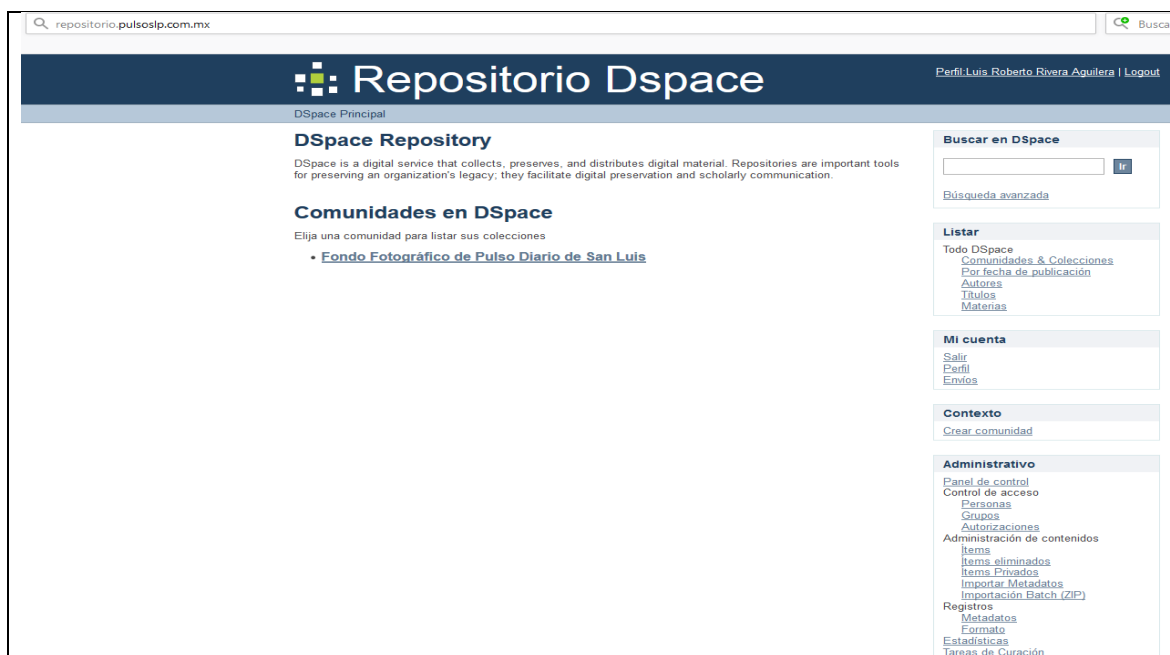 repositorio.pulsoslp.com.mx
Busca
Repositorio Dspace
Perfil:Luis Roberto Rivera Aguilera | Logout
DSpace Principal
DSpace Repository
DSpace is a digital service that collects, preserves, and distributes digital material. Repositories are important tools
for preserving an organization's legacy; they facilitate digital preservation and scholarly communication.
Comunidades en DSpace
Elija una comunidad para listar sus colecciones
• Fondo Fotográfico de Pulso Diario de San Luis
Buscar en DSpace
Ir
Búsqueda avanzada
Listar
Todo DSpace
Comunidades & Colecciones
Por fecha de publicación
Autores
Títulos
Materias
Mi cuenta
Salir
Perfil
Envíos
Contexto
Crear comunidad
Administrativo
Panel de control
Control de acceso
Personas
Grupos
Autorizaciones
Administración de contenidos
Ítems
Ítems eliminados
Ítems Privados
Importar Metadatos
Importación Batch (ZIP)
Registros
Metadatos
Formato
Estadísticas
Tareas de Curación